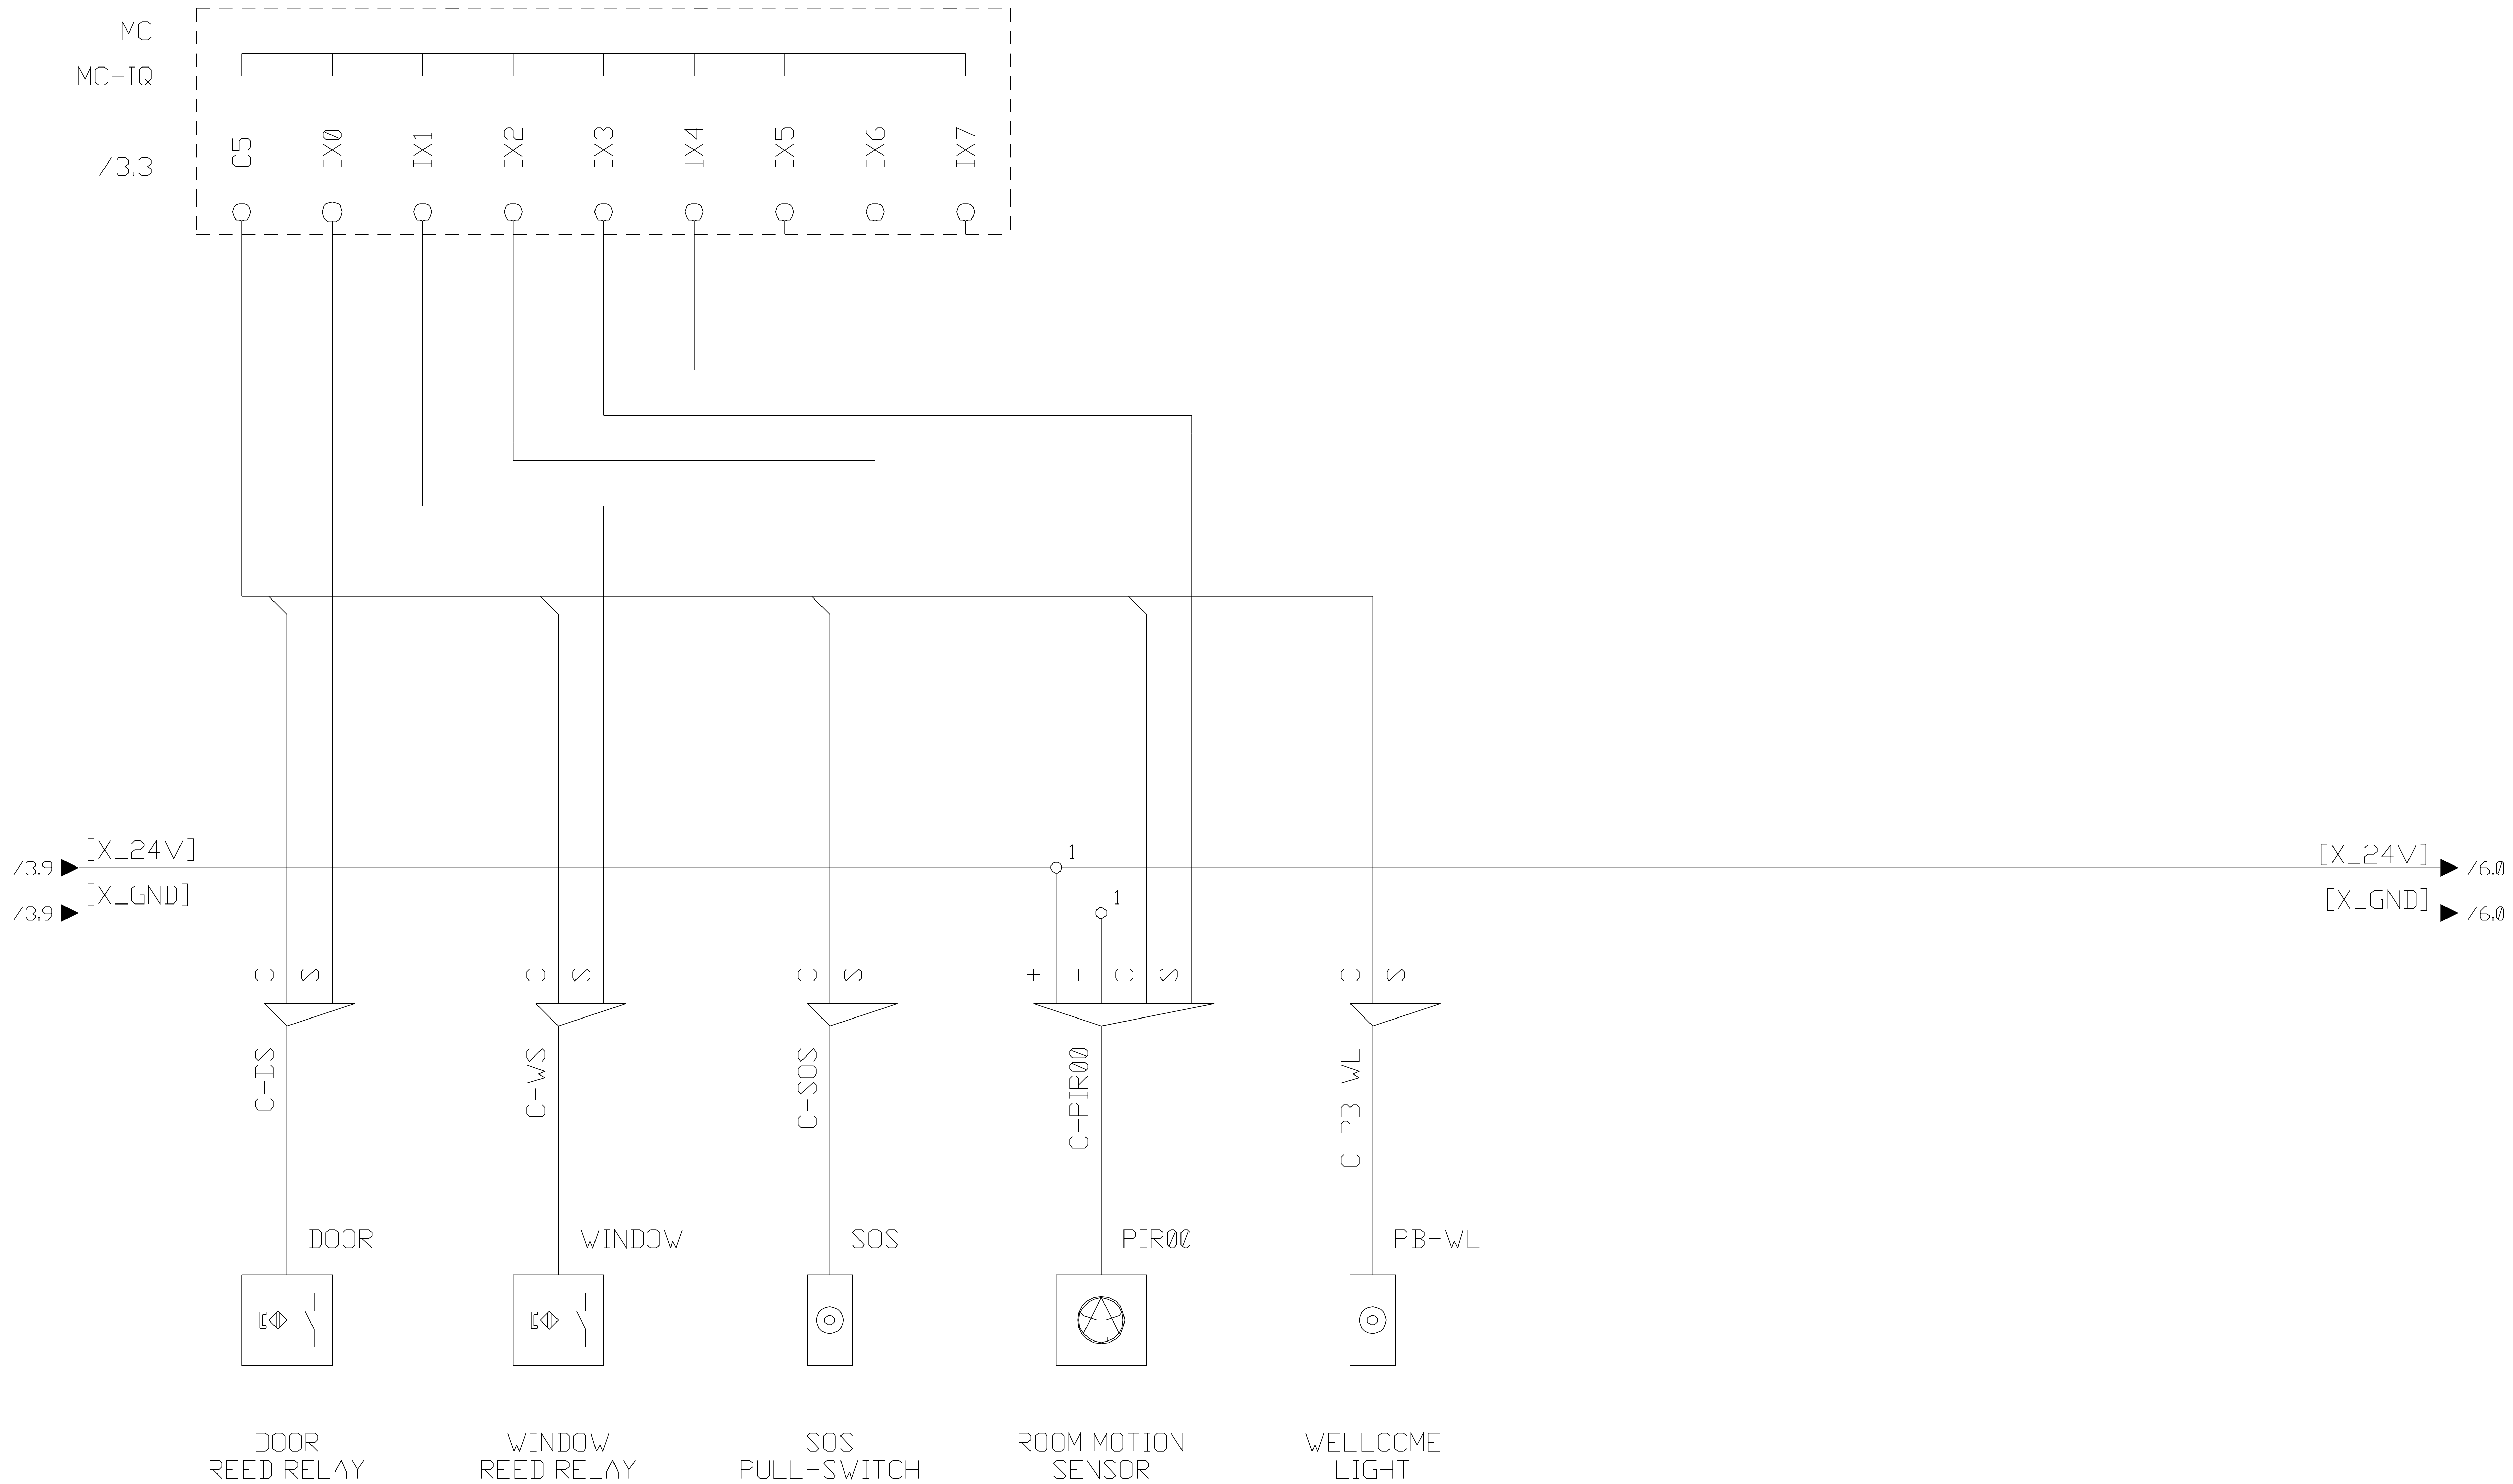 MC
MC-IQ
/3.3
C5
IX0
IX1
IX2
IX3
IX4
IX5
IX6
IX7
[X_24V]
1
[X_24V]
/3.9
/6.0
[X_GND]
1
[X_GND]
/3.9
/6.0
C
S
C
S
C
S
+
-
C
S
C
S
C-DS
C-WS
C-SOS
C-PIR00
C-PB-WL
DOOR
WINDOW
SOS
PIR00
PB-WL
DOOR
REED RELAY
WINDOW
REED RELAY
SOS
PULL-SWITCH
ROOM MOTION
SENSOR
WELLCOME
LIGHT